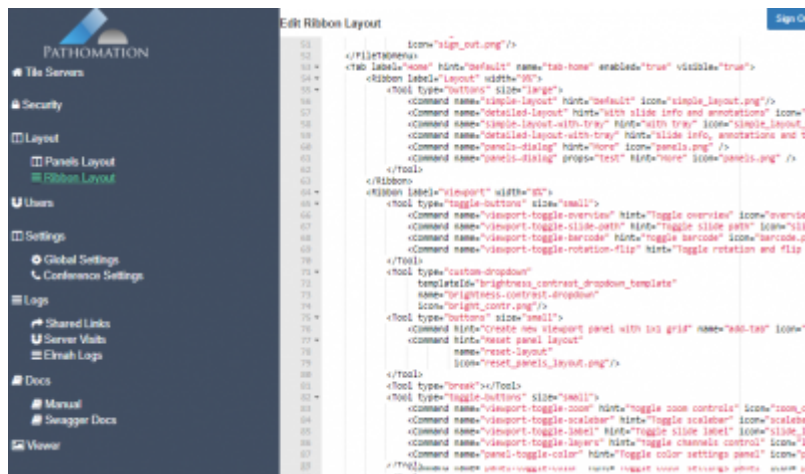 PATHOMATION
Tile Servers
Security
Layout
Panels Layout
Ribbon Layout
Users
Settings
Global Settings
Conference Settings
Logs
Shared Links
Server Visits
Elmah Logs
Docs
Manual
Swagger Docs
Viewer
Edit Ribbon Layout
Sign O
51 icon="sign_out.png"/>
52 </FileTabMenu>
53 <Tab label="Home" hint="Default" name="tab-home" enabled="true" visible="true">
54 <Ribbon label="Layout" width="9%">
55 <Tool type="buttons" size="large">
56 <Command name="simple-layout" hint="Default" icon="simple_layout.png"/>
57 <Command name="detailed-layout" hint="With slide info and annotations" icon="
58 <Command name="simple-layout-with-tray" hint="With tray" icon="simple_layout_
59 <Command name="detailed-layout-with-tray" hint="Slide info, annotations and t
60 <Command name="panels-dialog" hint="More" icon="panels.png" />
61 <Command name="panels-dialog" props="test" hint="More" icon="panels.png" />
62 </Tool>
63 </Ribbon>
64 <Ribbon label="Viewport" width="8%">
65 <Tool type="toggle-buttons" size="small">
66 <Command name="viewport-toggle-overview" hint="Toggle overview" icon="overvie
67 <Command name="viewport-toggle-slide-path" hint="Toggle slide path" icon="sli
68 <Command name="viewport-toggle-barcode" hint="Toggle barcode" icon="barcode.p
69 <Command name="viewport-toggle-rotation-flip" hint="Toggle rotation and flip
70 </Tool>
71 <Tool type="custom-dropdown"
72 templateId="brightness_contrast_dropdown_template"
73 name="brightness-contrast-dropdown"
74 icon="bright_contr.png"/>
75 <Tool type="buttons" size="small">
76 <Command hint="Create new viewport panel with 1x1 grid" name="add-tab" icon="
77 <Command hint="Reset panel layout"
78 name="reset-layout"
79 icon="reset_panels_layout.png"/>
80 </Tool>
81 <Tool type="break"></Tool>
82 <Tool type="toggle-buttons" size="small">
83 <Command name="viewport-toggle-zoom" hint="Toggle zoom controls" icon="zoom_c
84 <Command name="viewport-toggle-scalebar" hint="Toggle scalebar" icon="scaleba
85 <Command name="viewport-toggle-label" hint="Toggle slide label" icon="slide_l
86 <Command name="viewport-toggle-layers" hint="Toggle channels control" icon="l
87 <Command name="panel-toggle-color" hint="Toggle color settings panel" icon="p